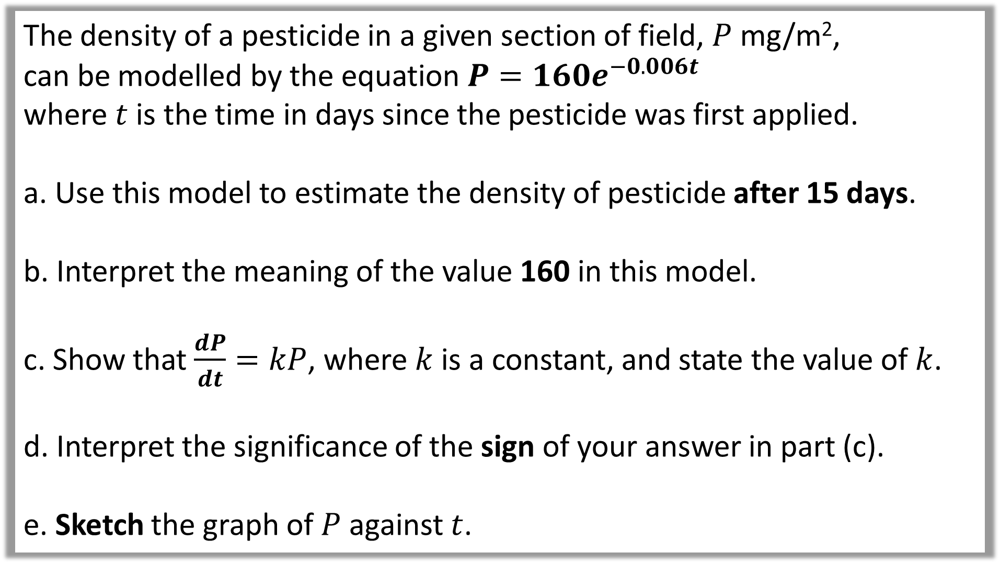 The density of a pesticide in a given section of field, P mg/m²,
can be modelled by the equation P = 160e^{−0.006t}
where t is the time in days since the pesticide was first applied.
a. Use this model to estimate the density of pesticide after 15 days.
b. Interpret the meaning of the value 160 in this model.
c. Show that dP/dt = kP, where k is a constant, and state the value of k.
d. Interpret the significance of the sign of your answer in part (c).
e. Sketch the graph of P against t.